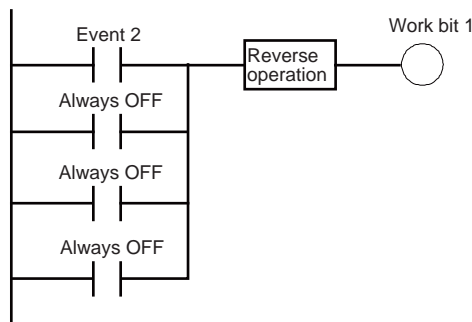 Work bit 1
Event 2
Reverse
operation
Always OFF
Always OFF
Always OFF